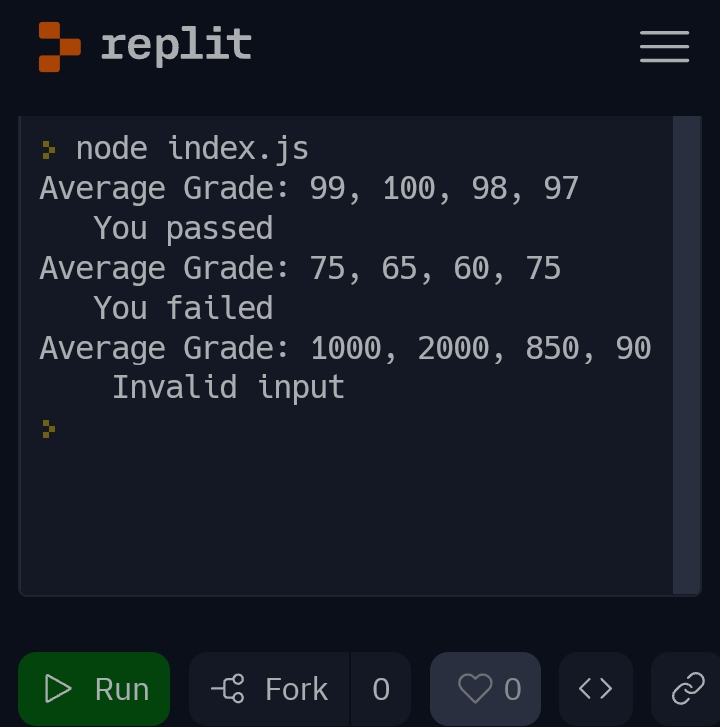 replit
node index.js
Average Grade: 99, 100, 98, 97
You passed
Average Grade: 75, 65, 60, 75
You failed
Average Grade: 1000, 2000, 850, 90
Invalid input
Run Fork 0 0